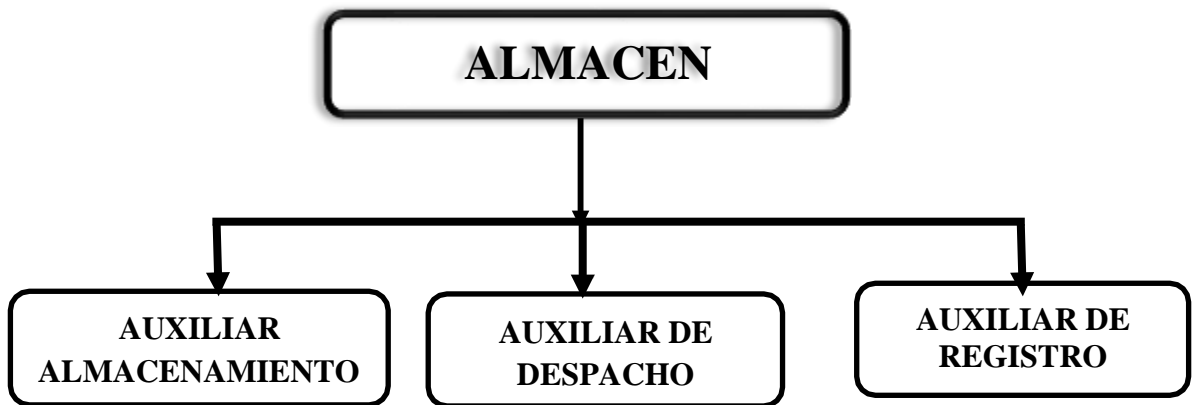 ALMACEN
AUXILIAR
ALMACENAMIENTO
AUXILIAR DE
DESPACHO
AUXILIAR DE
REGISTRO